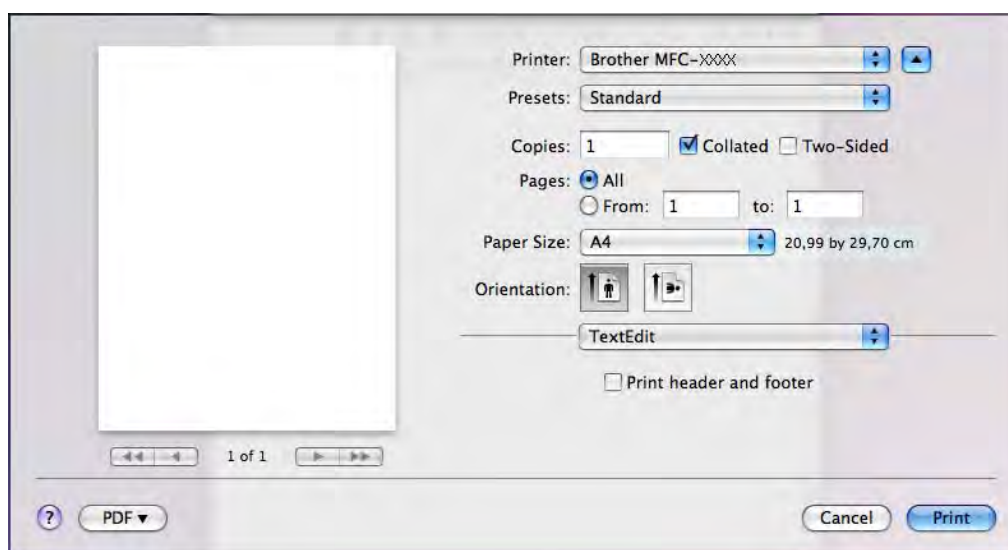 Printer: Brother MFC-XXXX
Presets: Standard
Copies: 1 Collated Two-Sided
Pages: All
From: 1 to: 1
Paper Size: A4 20,99 by 29,70 cm
Orientation:
TextEdit
Print header and footer
1 of 1
? PDF▼ Cancel Print